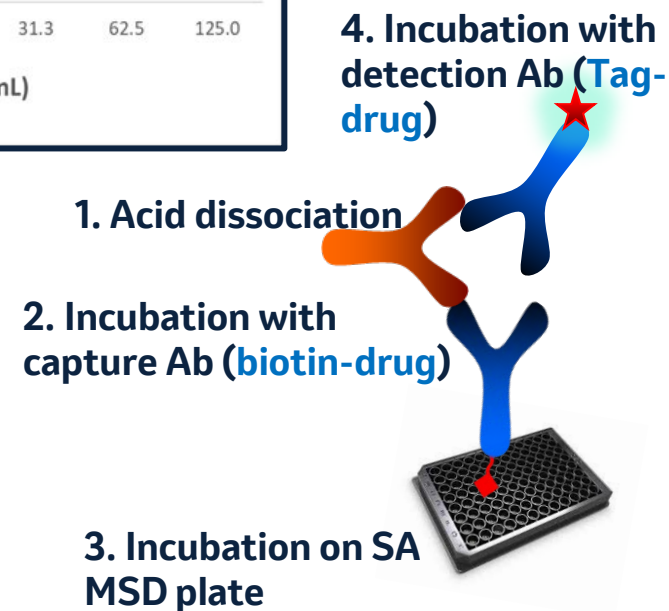 31.3 62.5 125.0
nL)
4. Incubation with
detection Ab (Tag-
drug)
1. Acid dissociation
2. Incubation with
capture Ab (biotin-drug)
3. Incubation on SA
MSD plate